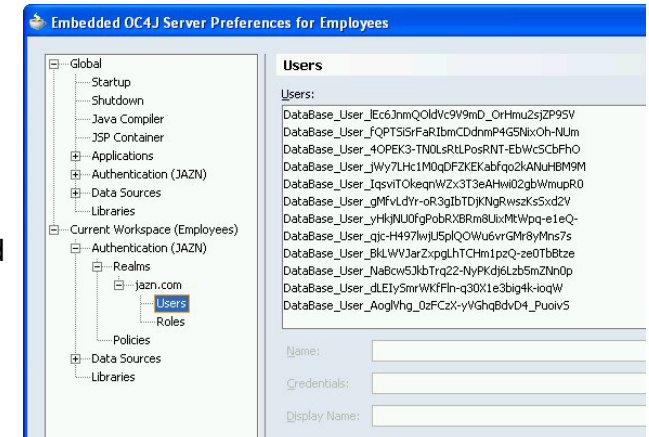 Embedded OC4J Server Preferences for Employees
Global
Startup
Shutdown
Java Compiler
JSP Container
Applications
Authentication (JAZN)
Data Sources
Libraries
Current Workspace (Employees)
Authentication (JAZN)
Realms
jazn.com
Users
Roles
Policies
Data Sources
Libraries
d
Users
Users:
DataBase_User_lEc6JnmQOldVc9V9mD_OrHmu2sjZP9SV
DataBase_User_fQPTSiSrFaRIbmCDdnmP4G5NixOh-NUm
DataBase_User_4OPEK3-TN0LsRtLPosRNT-EbWcSCbFhO
DataBase_User_jWy7LHc1M0qDFZKEKabfqo2kANuHBM9M
DataBase_User_IqsviTOkeqnWZx3T3eAHwi02gbWmupR0
DataBase_User_gMfvLdYr-oR3gIbTDjKNgRwszKsSxd2V
DataBase_User_yHkjNU0fgPobRXBRm8UixMtWpq-e1eQ-
DataBase_User_qjc-H497lwjU5plQOWu6vrGMr8yMns7s
DataBase_User_BkLWVJarZxpgLhTCHm1pzQ-ze0TbBtze
DataBase_User_NaBcw5JkbTrq22-NyPKdj6Lzb5mZNn0p
DataBase_User_dLEIySmrWKfFln-q30X1e3big4k-ioqW
DataBase_User_AoglVhg_0zFCzX-yVGhqBdvD4_PuoivS
Name:
Credentials:
Display Name: